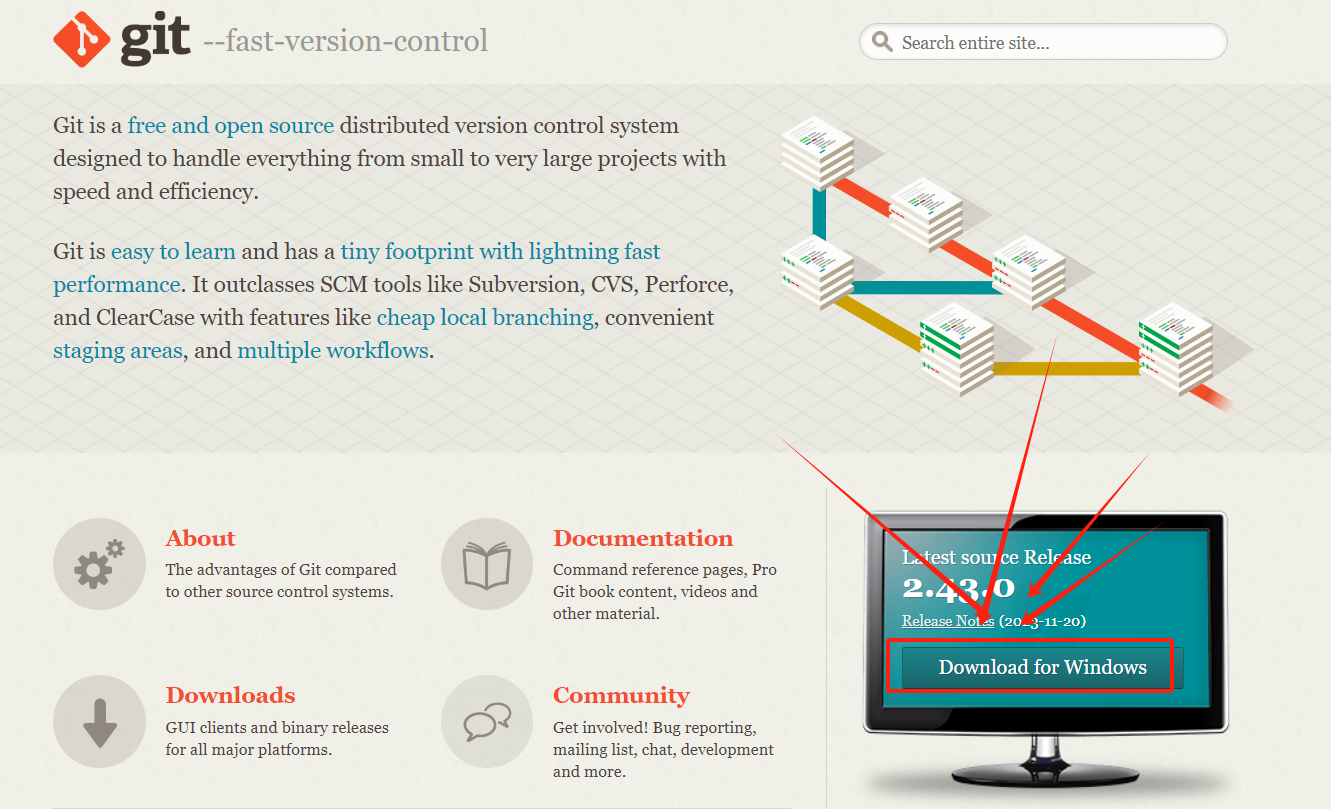 git --fast-version-control
Search entire site...
Git is a free and open source distributed version control system
designed to handle everything from small to very large projects with
speed and efficiency.
Git is easy to learn and has a tiny footprint with lightning fast
performance. It outclasses SCM tools like Subversion, CVS, Perforce,
and ClearCase with features like cheap local branching, convenient
staging areas, and multiple workflows.
About
The advantages of Git compared
to other source control systems.
Documentation
Command reference pages, Pro
Git book content, videos and
other material.
Downloads
GUI clients and binary releases
for all major platforms.
Community
Get involved! Bug reporting,
mailing list, chat, development
and more.
Latest source Release
2.43.0
Release Notes (2023-11-20)
Download for Windows